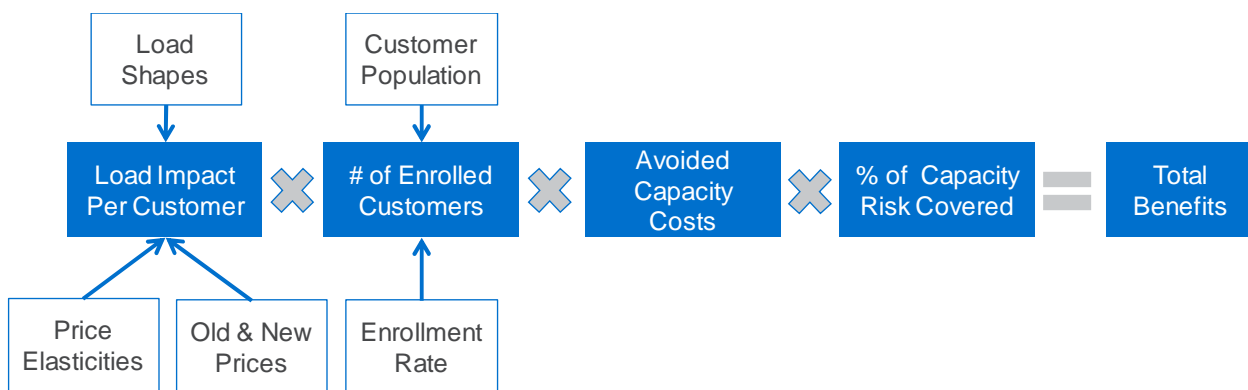 Load
Shapes
Customer
Population
Load Impact
Per Customer
# of Enrolled
Customers
Avoided
Capacity
Costs
% of Capacity
Risk Covered
Total
Benefits
Price
Elasticities
Old & New
Prices
Enrollment
Rate